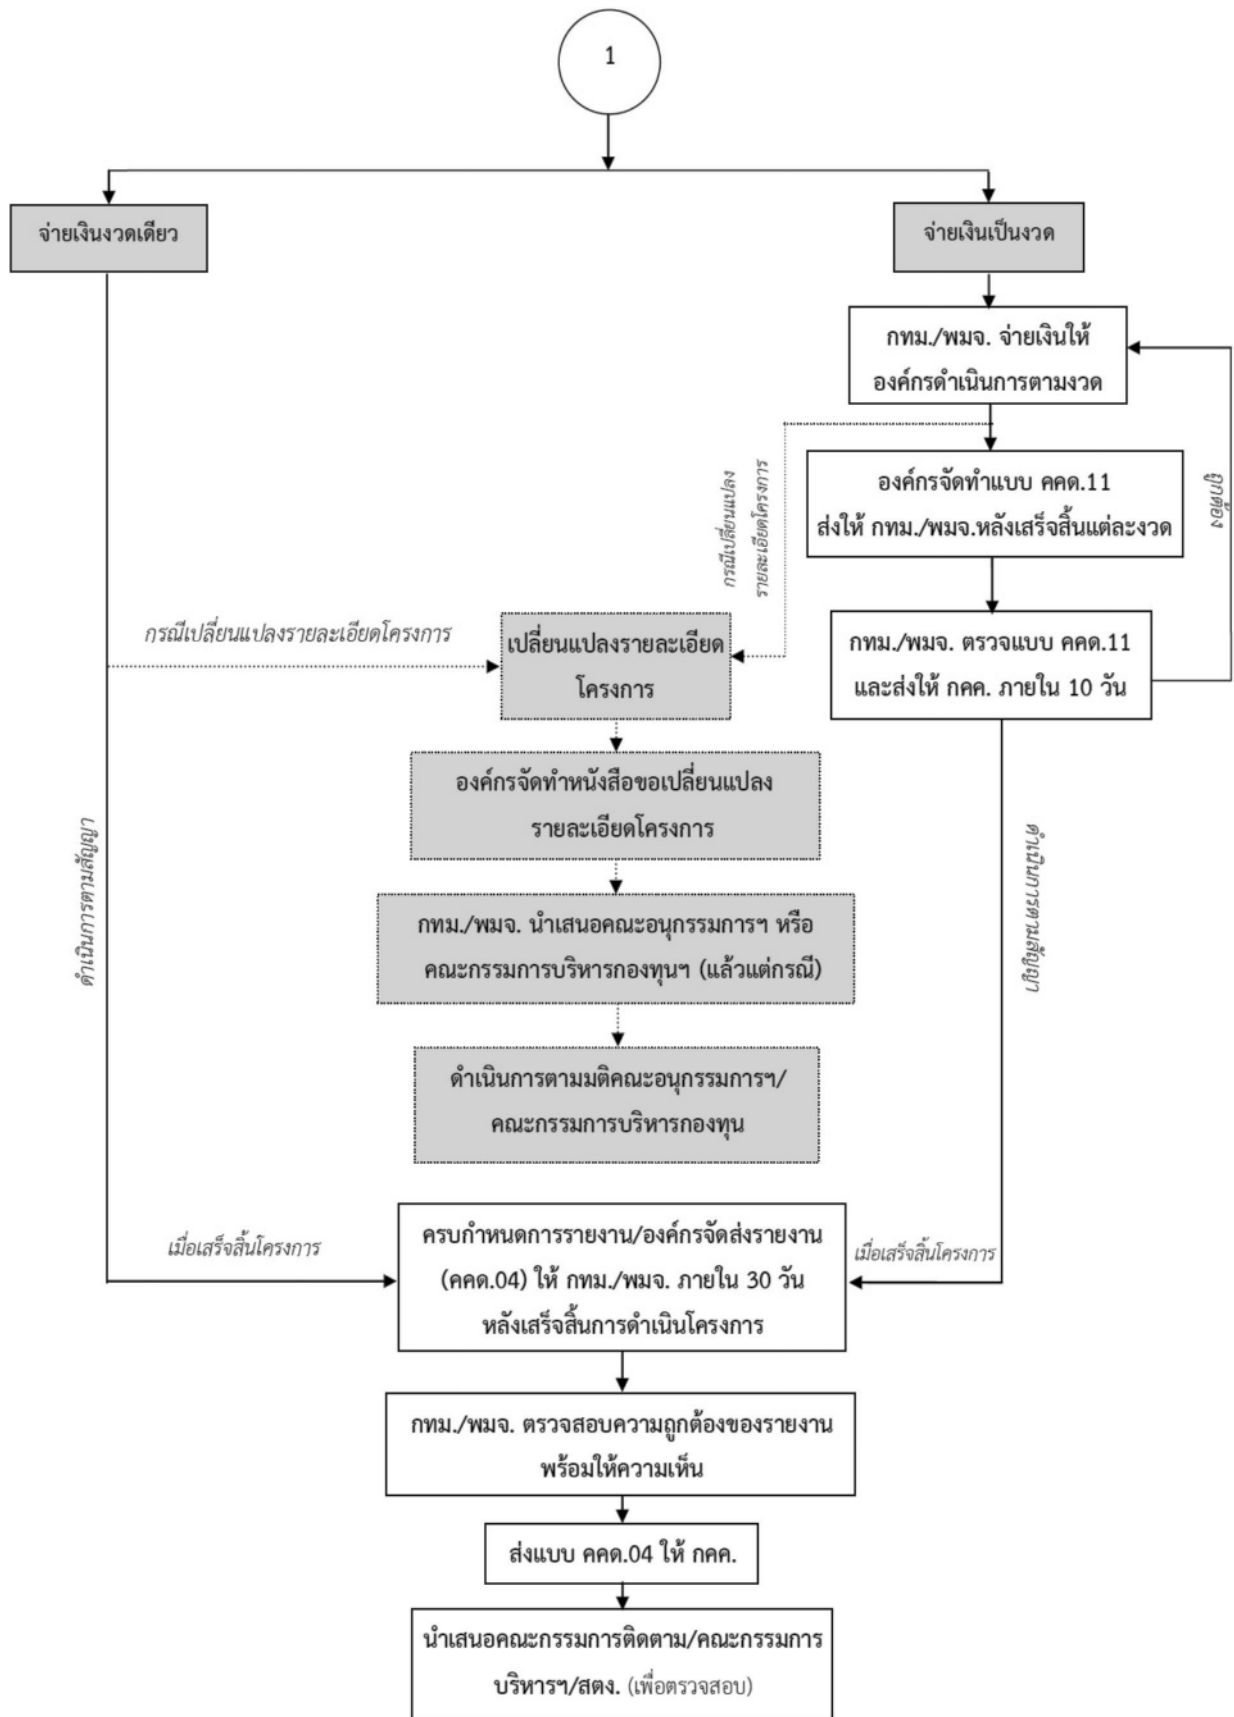 1
จ่ายเงินงวดเดียว
จ่ายเงินเป็นงวด
กทม./พมจ. จ่ายเงินให้
องค์กรดำเนินการตามงวด
กรณีเปลี่ยนแปลง
รายละเอียดโครงการ
องค์กรจัดทำแบบ คคด.11
ส่งให้ กทม./พมจ.หลังเสร็จสิ้นแต่ละงวด
ถูกต้อง
กทม./พมจ. ตรวจแบบ คคด.11
และส่งให้ กคค. ภายใน 10 วัน
กรณีเปลี่ยนแปลงรายละเอียดโครงการ
เปลี่ยนแปลงรายละเอียด
โครงการ
องค์กรจัดทำหนังสือขอเปลี่ยนแปลง
รายละเอียดโครงการ
ดำเนินการตามสัญญา
ดำเนินการตามสัญญา
กทม./พมจ. นำเสนอคณะอนุกรรมการฯ หรือ
คณะกรรมการบริหารกองทุนฯ (แล้วแต่กรณี)
ดำเนินการตามมติคณะอนุกรรมการฯ/
คณะกรรมการบริหารกองทุน
เมื่อเสร็จสิ้นโครงการ
ครบกำหนดการรายงาน/องค์กรจัดส่งรายงาน
(คคด.04) ให้ กทม./พมจ. ภายใน 30 วัน
หลังเสร็จสิ้นการดำเนินโครงการ
เมื่อเสร็จสิ้นโครงการ
กทม./พมจ. ตรวจสอบความถูกต้องของรายงาน
พร้อมให้ความเห็น
ส่งแบบ คคด.04 ให้ กคค.
นำเสนอคณะกรรมการติดตาม/คณะกรรมการ
บริหารฯ/สตง. (เพื่อตรวจสอบ)